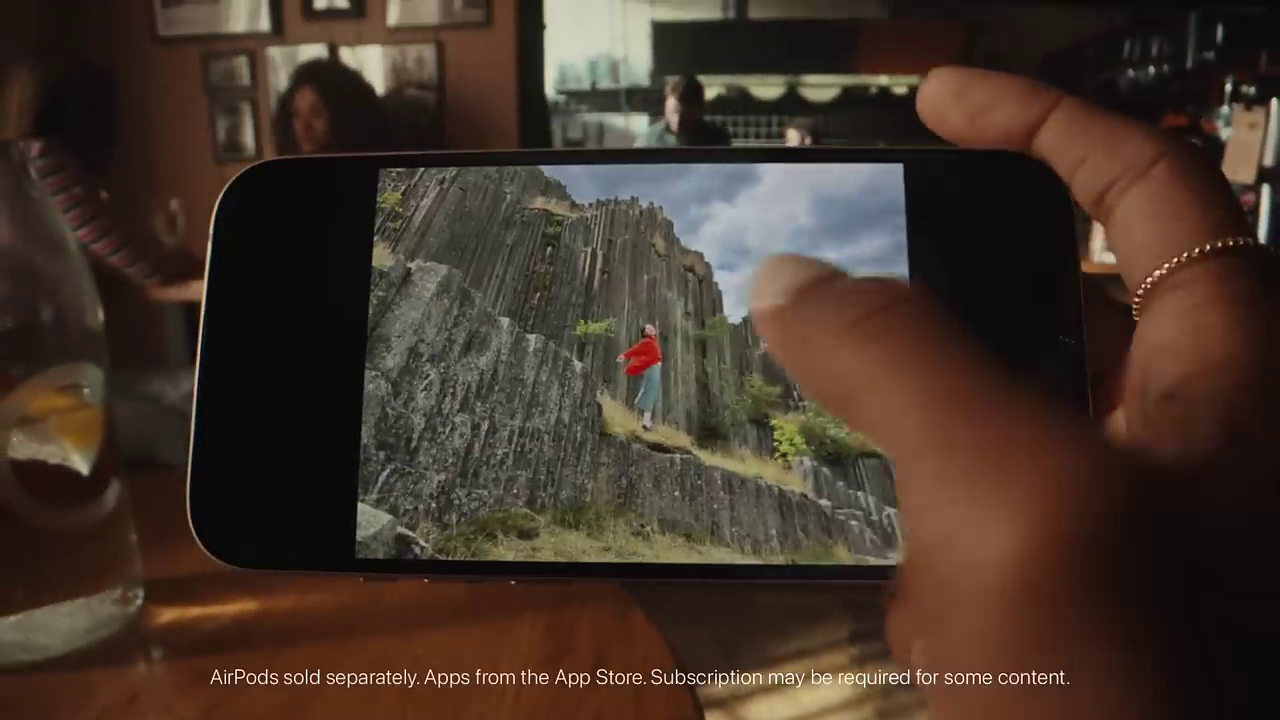 AirPods sold separately. Apps from the App Store. Subscription may be required for some content.